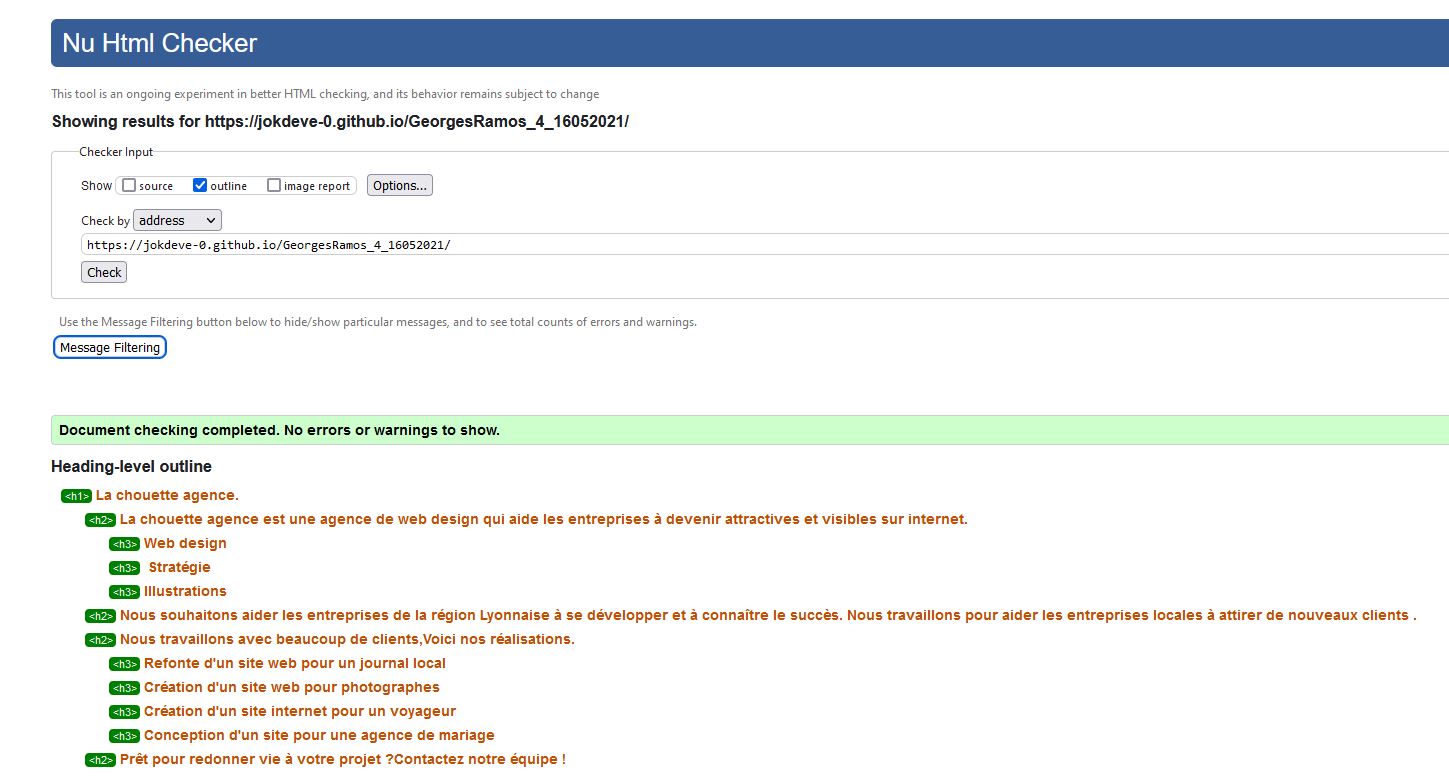 Nu Html Checker
This tool is an ongoing experiment in better HTML checking, and its behavior remains subject to change
Showing results for https://jokdeve-0.github.io/GeorgesRamos_4_16052021/
Checker Input
Show source outline image report Options...
Check by address
https://jokdeve-0.github.io/GeorgesRamos_4_16052021/
Check
Use the Message Filtering button below to hide/show particular messages, and to see total counts of errors and warnings.
Message Filtering
Document checking completed. No errors or warnings to show.
Heading-level outline
<h1> La chouette agence.
<h2> La chouette agence est une agence de web design qui aide les entreprises à devenir attractives et visibles sur internet.
<h3> Web design
<h3> Stratégie
<h3> Illustrations
<h2> Nous souhaitons aider les entreprises de la région Lyonnaise à se développer et à connaître le succès. Nous travaillons pour aider les entreprises locales à attirer de nouveaux clients .
<h2> Nous travaillons avec beaucoup de clients,Voici nos réalisations.
<h3> Refonte d'un site web pour un journal local
<h3> Création d'un site web pour photographes
<h3> Création d'un site internet pour un voyageur
<h3> Conception d'un site pour une agence de mariage
<h2> Prêt pour redonner vie à votre projet ?Contactez notre équipe !